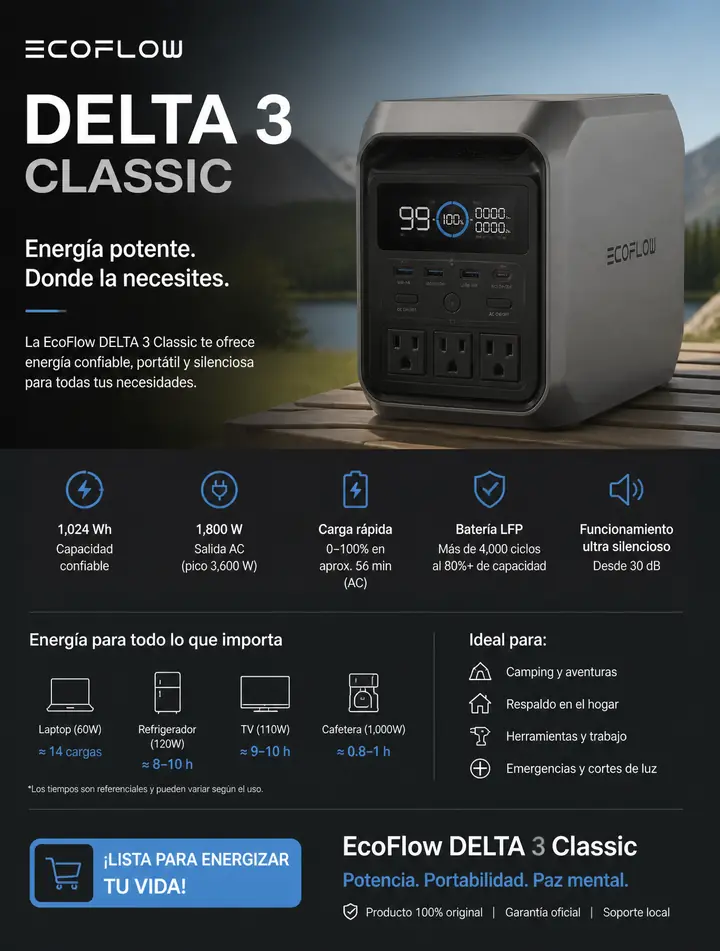 ECOFLOW
DELTA 3
CLASSIC
Energía potente.
Donde la necesites.
La EcoFlow DELTA 3 Classic te ofrece
energía confiable, portátil y silenciosa
para todas tus necesidades.
99
100%
0000
0000
ECOFLOW
1,024 Wh
Capacidad
confiable
1,800 W
Salida AC
(pico 3,600 W)
Carga rápida
0–100% en
aprox. 56 min
(AC)
Batería LFP
Más de 4,000 ciclos
al 80%+ de capacidad
Funcionamiento
ultra silencioso
Desde 30 dB
Energía para todo lo que importa
Laptop (60W)
≈ 14 cargas
Refrigerador
(120W)
≈ 8–10 h
TV (110W)
≈ 9–10 h
Cafetera (1,000W)
≈ 0.8–1 h
*Los tiempos son referenciales y pueden variar según el uso.
Ideal para:
Camping y aventuras
Respaldo en el hogar
Herramientas y trabajo
Emergencias y cortes de luz
¡LISTA PARA ENERGIZAR
TU VIDA!
EcoFlow DELTA 3 Classic
Potencia. Portabilidad. Paz mental.
Producto 100% original | Garantía oficial | Soporte local